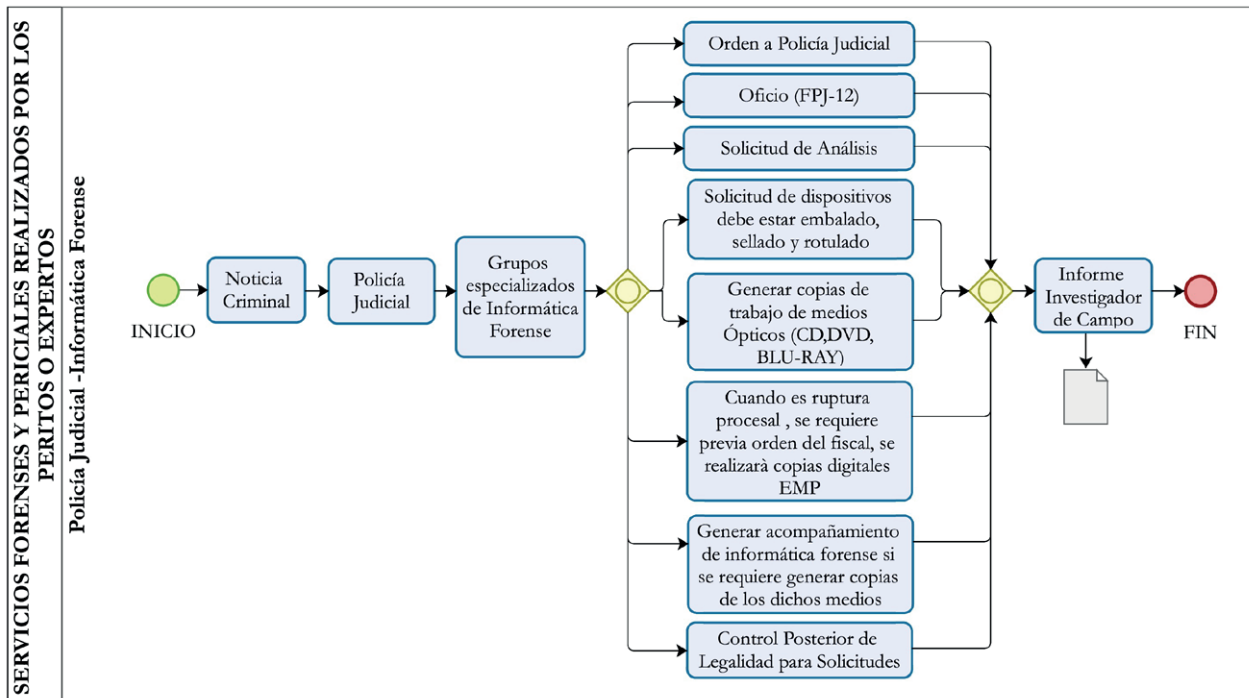 SERVICIOS FORENSES Y PERICIALES REALIZADOS POR LOS
PERITOS O EXPERTOS
Policía Judicial -Informática Forense
INICIO
Noticia
Criminal
Policía
Judicial
Grupos
especializados
de Informática
Forense
Orden a Policía Judicial
Oficio (FPJ-12)
Solicitud de Análisis
Solicitud de dispositivos
debe estar embalado,
sellado y rotulado
Generar copias de
trabajo de medios
Ópticos (CD,DVD,
BLU-RAY)
Cuando es ruptura
procesal , se requiere
previa orden del fiscal, se
realizarà copias digitales
EMP
Generar acompañamiento
de informática forense si
se requiere generar copias
de los dichos medios
Control Posterior de
Legalidad para Solicitudes
Informe
Investigador
de Campo
FIN